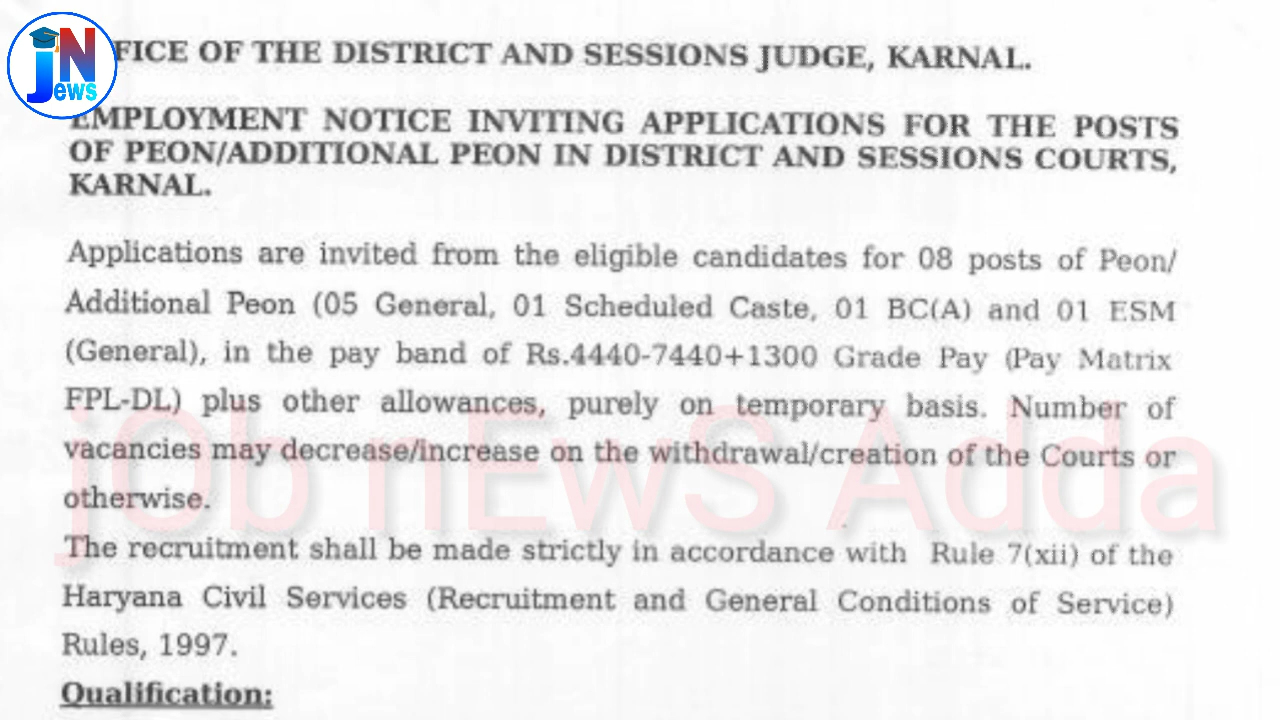 jN
ews
FICE OF THE DISTRICT AND SESSIONS JUDGE, KARNAL.
EMPLOYMENT NOTICE INVITING APPLICATIONS FOR THE POSTS
OF PEON/ADDITIONAL PEON IN DISTRICT AND SESSIONS COURTS,
KARNAL.
Applications are invited from the eligible candidates for 08 posts of Peon/
Additional Peon (05 General, 01 Scheduled Caste, 01 BC(A) and 01 ESM
(General), in the pay band of Rs.4440-7440+1300 Grade Pay (Pay Matrix
FPL-DL) plus other allowances, purely on temporary basis. Number of
vacancies may decrease/increase on the withdrawal/creation of the Courts or
otherwise.
jOb nEwS Adda
The recruitment shall be made strictly in accordance with Rule 7(xii) of the
Haryana Civil Services (Recruitment and General Conditions of Service)
Rules, 1997.
Qualification: